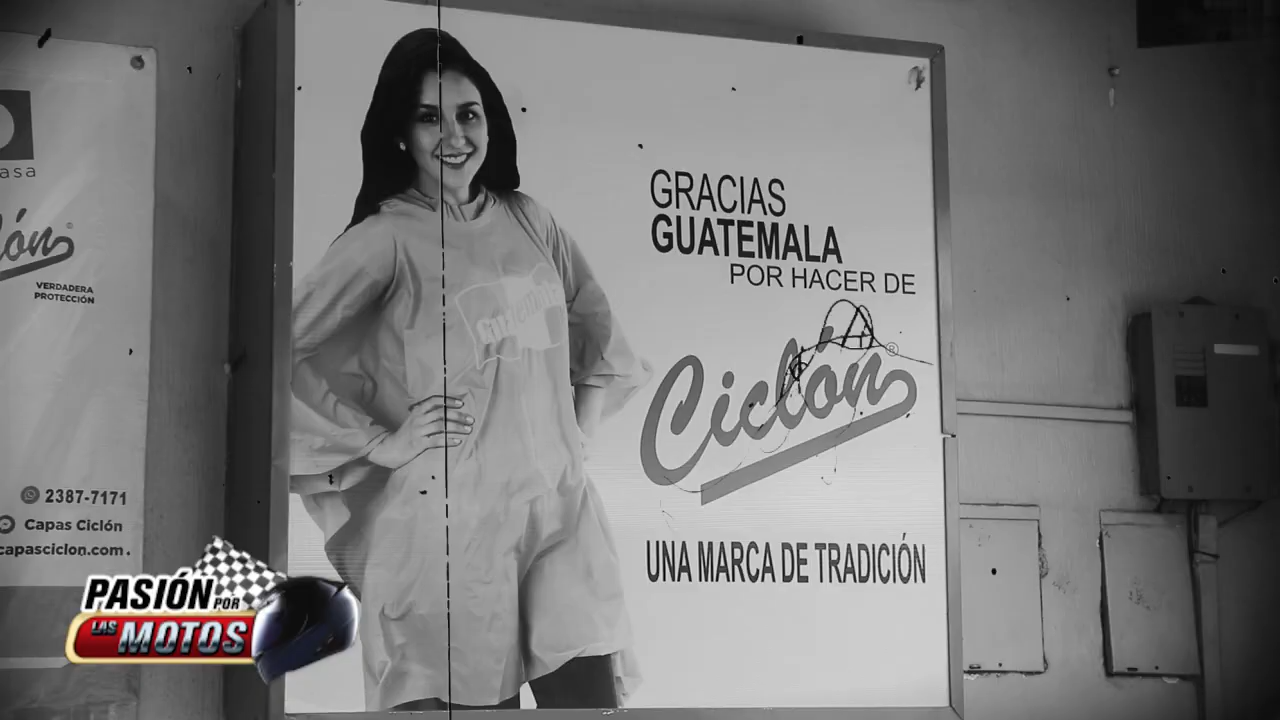 asa
lón®
VERDADERA
PROTECCIÓN
2387-7171
Capas Ciclón
capasciclon.com.
GRACIAS
GUATEMALA
POR HACER DE
Ciclón®
UNA MARCA DE TRADICIÓN
PASIÓN POR
LAS MOTOS